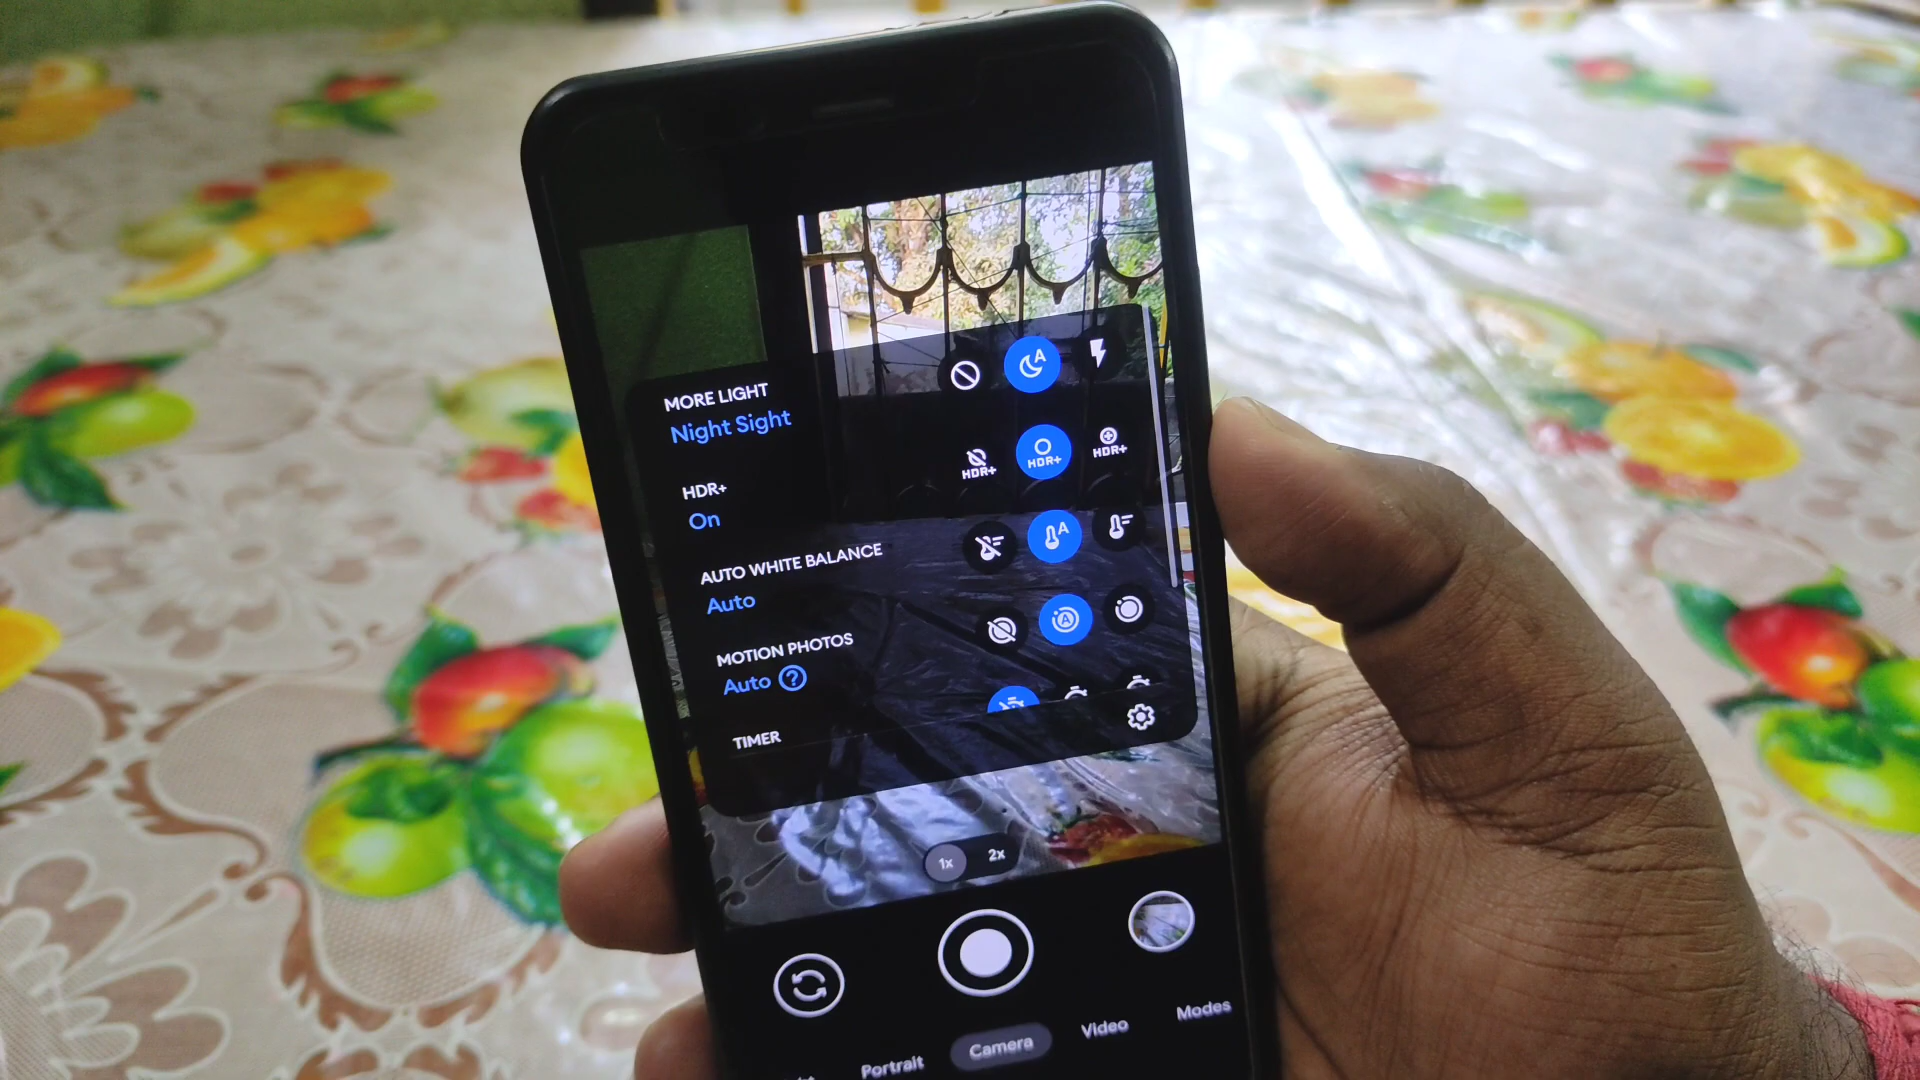 MORE LIGHT
Night Sight
A
HDR+
On
HDR+
HDR+
HDR+
AUTO WHITE BALANCE
Auto
A
MOTION PHOTOS
Auto ?
A
TIMER
1x 2x
Portrait Camera Video Modes